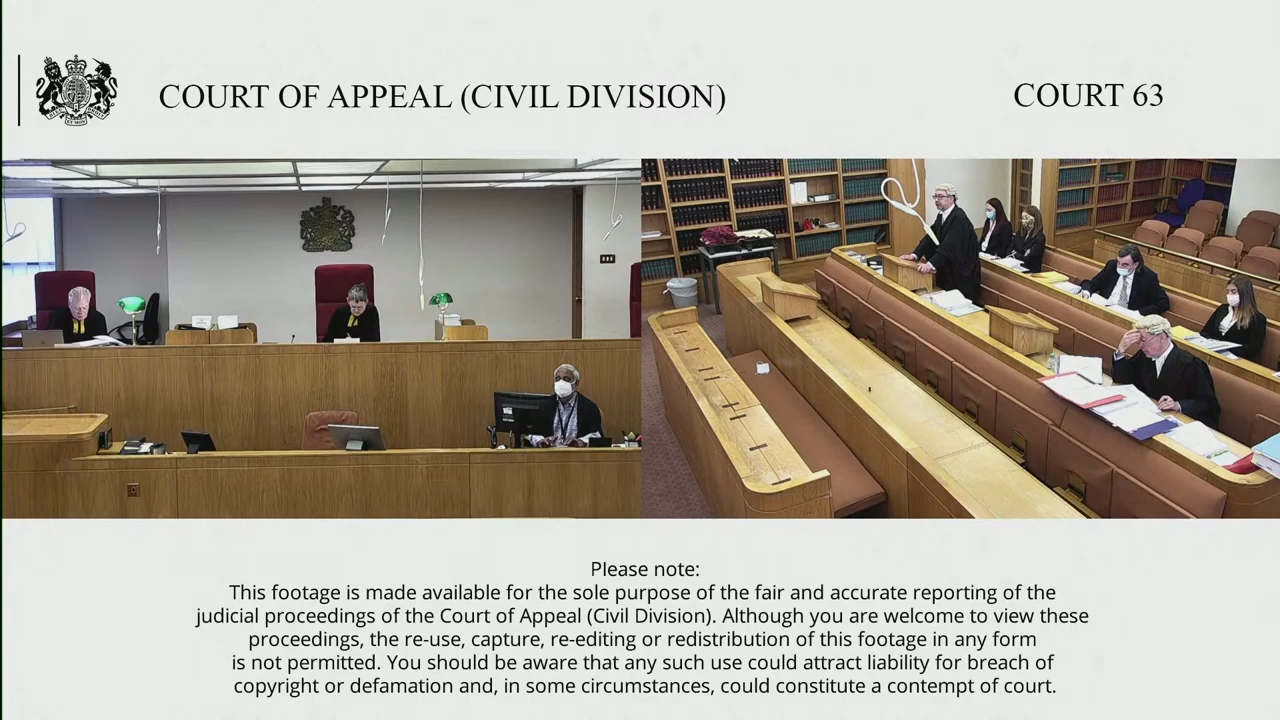 COURT OF APPEAL (CIVIL DIVISION)
COURT 63
Please note:
This footage is made available for the sole purpose of the fair and accurate reporting of the
judicial proceedings of the Court of Appeal (Civil Division). Although you are welcome to view these
proceedings, the re-use, capture, re-editing or redistribution of this footage in any form
is not permitted. You should be aware that any such use could attract liability for breach of
copyright or defamation and, in some circumstances, could constitute a contempt of court.